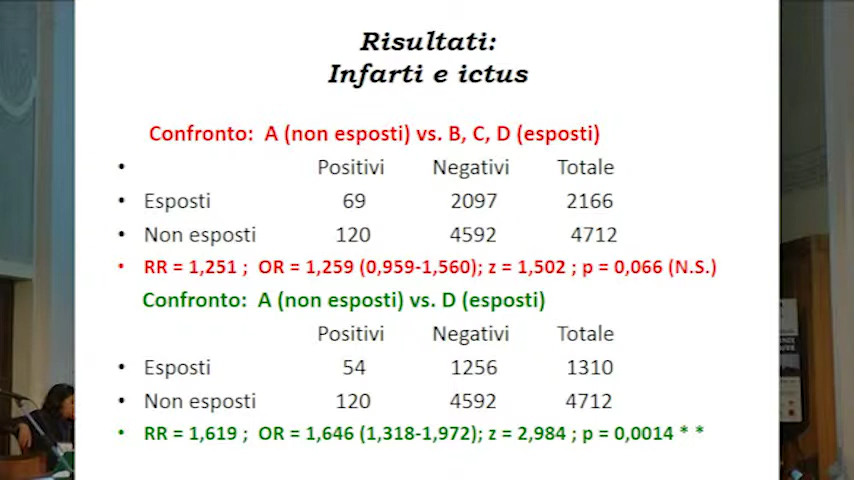 Risultati:
Infarti e ictus
Confronto: A (non esposti) vs. B, C, D (esposti)
• Positivi Negativi Totale
• Esposti 69 2097 2166
• Non esposti 120 4592 4712
• RR = 1,251 ; OR = 1,259 (0,959-1,560); z = 1,502 ; p = 0,066 (N.S.)
Confronto: A (non esposti) vs. D (esposti)
Positivi Negativi Totale
• Esposti 54 1256 1310
• Non esposti 120 4592 4712
• RR = 1,619 ; OR = 1,646 (1,318-1,972); z = 2,984 ; p = 0,0014 * *